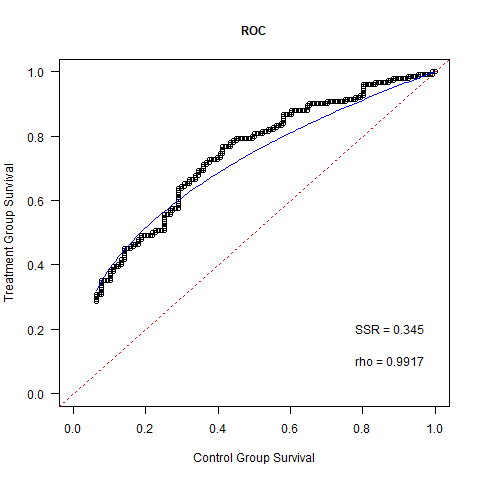 ROC
Treatment Group Survival
1.0
0.8
0.6
0.4
0.2
0.0
SSR = 0.345
rho = 0.9917
0.0 0.2 0.4 0.6 0.8 1.0
Control Group Survival